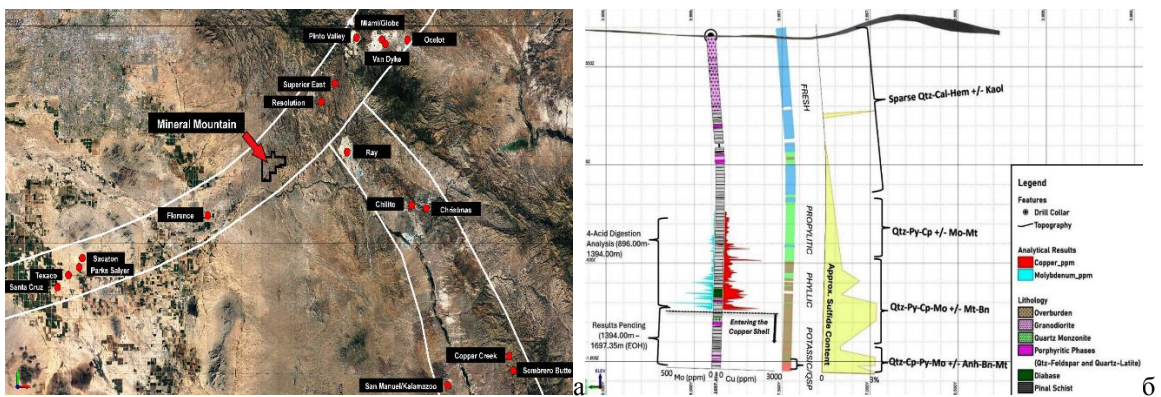 Miami/Globe
Pinto Valley
Ocelot
Van Dyke
Superior East
Resolution
Mineral Mountain
Ray
Chilito
Christmas
Florence
Sacaton
Parks Salyer
Texaco
Santa Cruz
Copper Creek
Sombrero Butte
San Manuel/Kalamazoo
а
FRESH
Sparse Qtz-Cal-Hem +/- Kaol
PROPYLITIC
Qtz-Py-Cp +/- Mo-Mt
4-Acid Digestion
Analysis (896.00m-
1394.00m)
PHYLLIC
Approx. Sulfide Content
Qtz-Py-Cp-Mo +/- Mt-Bn
Results Pending
(1394.00m –
1697.35m (EOH))
Entering the
Copper Shell
POTASSIC/QSP
Qtz-Cp-Py-Mo +/- Anh-Bn-Mt
500
Mo (ppm)
0
0
Cu (ppm)
3000
0
3%
ELEV
Legend
Features
Drill Collar
Topography
Analytical Results
Copper_ppm
Molybdenum_ppm
Lithology
Overburden
Granodiorite
Quartz Monzonite
Porphyritic Phases
(Qtz-Feldspar and Quartz-Latite)
Diabase
Pinal Schist
б